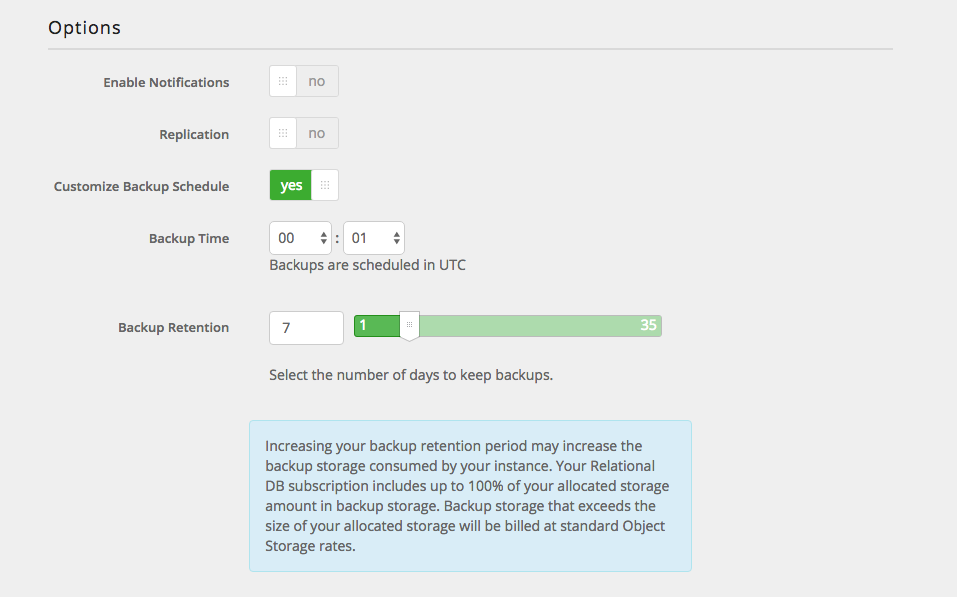 Options
Enable Notifications no
Replication no
Customize Backup Schedule yes
Backup Time 00 : 01
Backups are scheduled in UTC
Backup Retention 7 1 35
Select the number of days to keep backups.
Increasing your backup retention period may increase the
backup storage consumed by your instance. Your Relational
DB subscription includes up to 100% of your allocated storage
amount in backup storage. Backup storage that exceeds the
size of your allocated storage will be billed at standard Object
Storage rates.